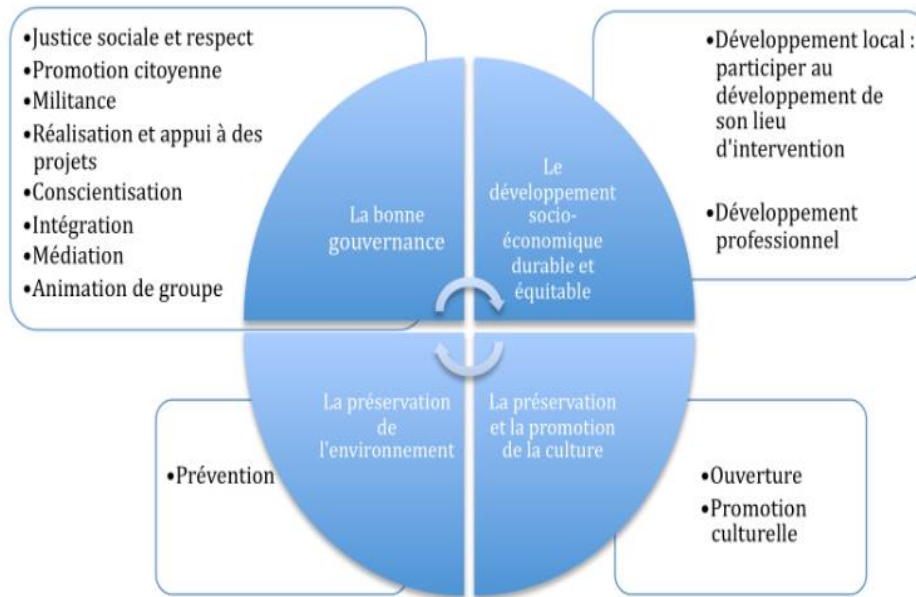 •Justice sociale et respect
•Promotion citoyenne
•Militance
•Réalisation et appui à des
projets
•Conscientisation
•Intégration
•Médiation
•Animation de groupe
La bonne
gouvernance
Le
développement
socio-
économique
durable et
équitable
•Développement local :
participer au
développement de
son lieu
d'intervention
•Développement
professionnel
•Prévention
La préservation
de
l'environnement
La préservation
et la promotion
de la culture
•Ouverture
•Promotion
culturelle